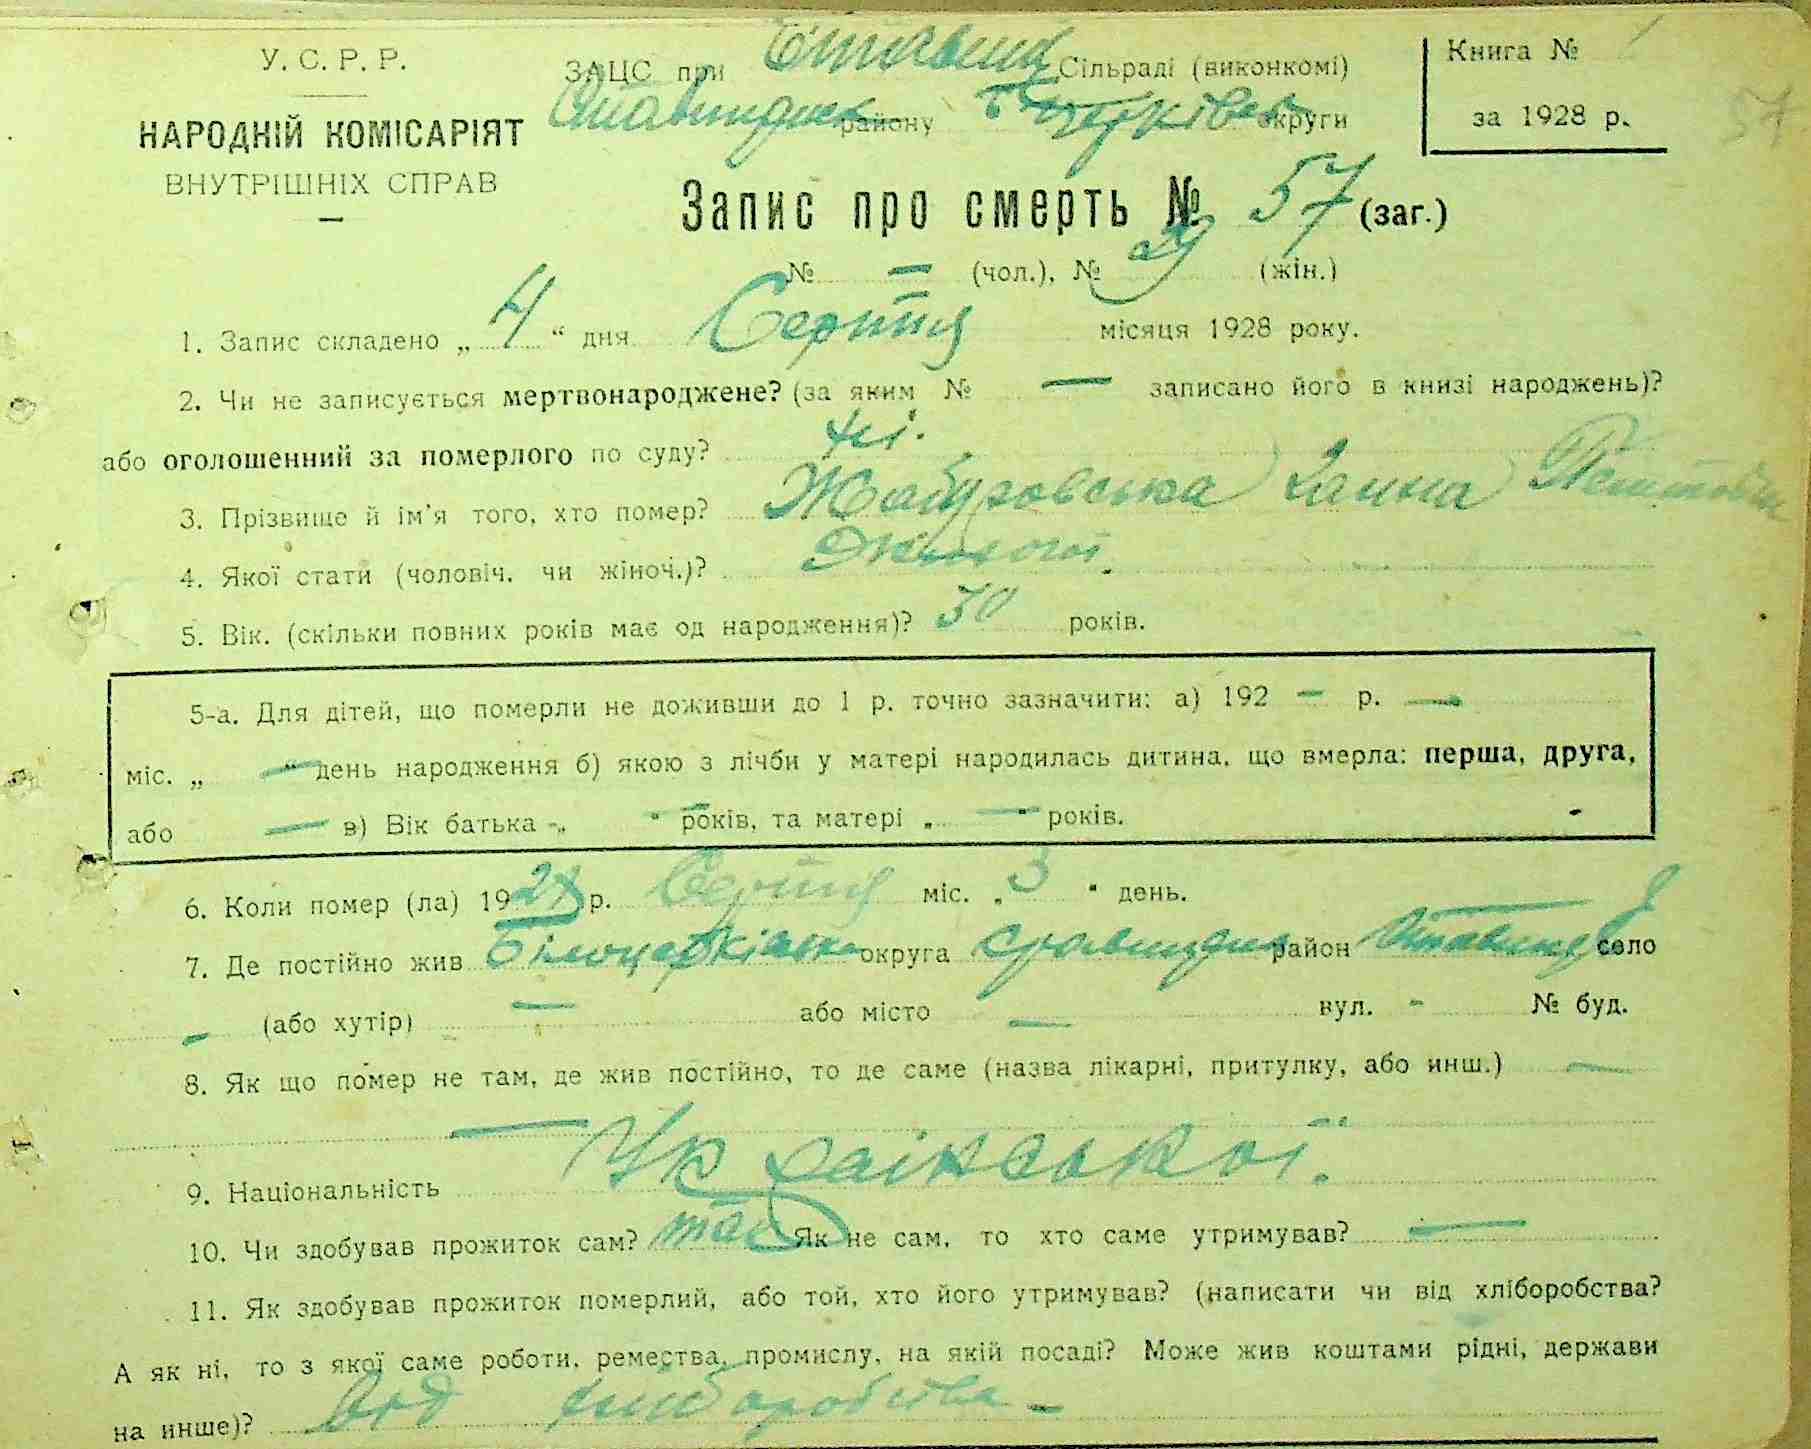 У. С. Р. Р.
НАРОДНІЙ КОМІСАРІЯТ
ВНУТРІШНІХ СПРАВ
ЗАЦС при Сільраді (виконкомі)
району округи
Книга №
за 1928 р.
57
Запис про смерть № 57 (заг.)
№ — (чол.), № 29 (жін.)
1. Запис складено „ 4 “ дня Серпня місяця 1928 року.
2. Чи не записується мертвонароджене? (за яким № — записано його в книзі народжень)?
або оголошенний за померлого по суду? Ні.
3. Прізвище й ім'я того, хто помер? Ганна
4. Якої стати (чоловіч. чи жіноч.)? Жіночої.
5. Вік. (скільки повних років має од народження)? 30 років.
5-а. Для дітей, що померли не доживши до 1 р. точно зазначити: а) 192 — р. —
міс. „ — “ день народження б) якою з лічби у матері народилась дитина, що вмерла: перша, друга,
або — в) Вік батька „ - “ років, та матері „ — “ років.
6. Коли помер (ла) 1928 р. Серпня міс. „ 3 “ день.
7. Де постійно жив Білоцерківська округа район село
— (або хутір) — або місто — вул. - № буд.
8. Як що помер не там, де жив постійно, то де саме (назва лікарні, притулку, або инш.) —
—
9. Національність Української.
10. Чи здобував прожиток сам? так Як не сам, то хто саме утримував? —
11. Як здобував прожиток померлий, або той, хто його утримував? (написати чи від хліборобства?
А як ні, то з якої саме роботи, ремества, промислу, на якій посаді? Може жив коштами рідні, держави
на инше)? Від хліборобства —